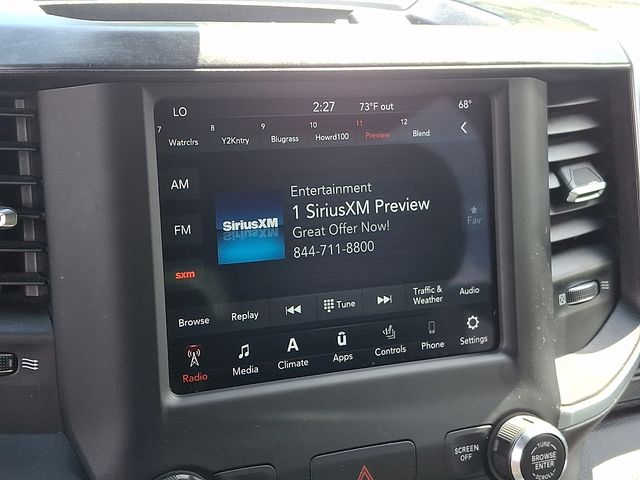 LO 2:27 73°F out 68°
7 8 9 10 11 12
Watrclrs Y2Kntry Blugrass Howrd100 Preview Blend
AM
FM
sxm
SiriusXM
Entertainment
1 SiriusXM Preview
Great Offer Now!
844-711-8800
Fav
Browse Replay Tune Traffic & Weather Audio
Radio Media Climate Apps Controls Phone Settings
SCREEN
OFF
TUNE
BROWSE
ENTER
SCROLL